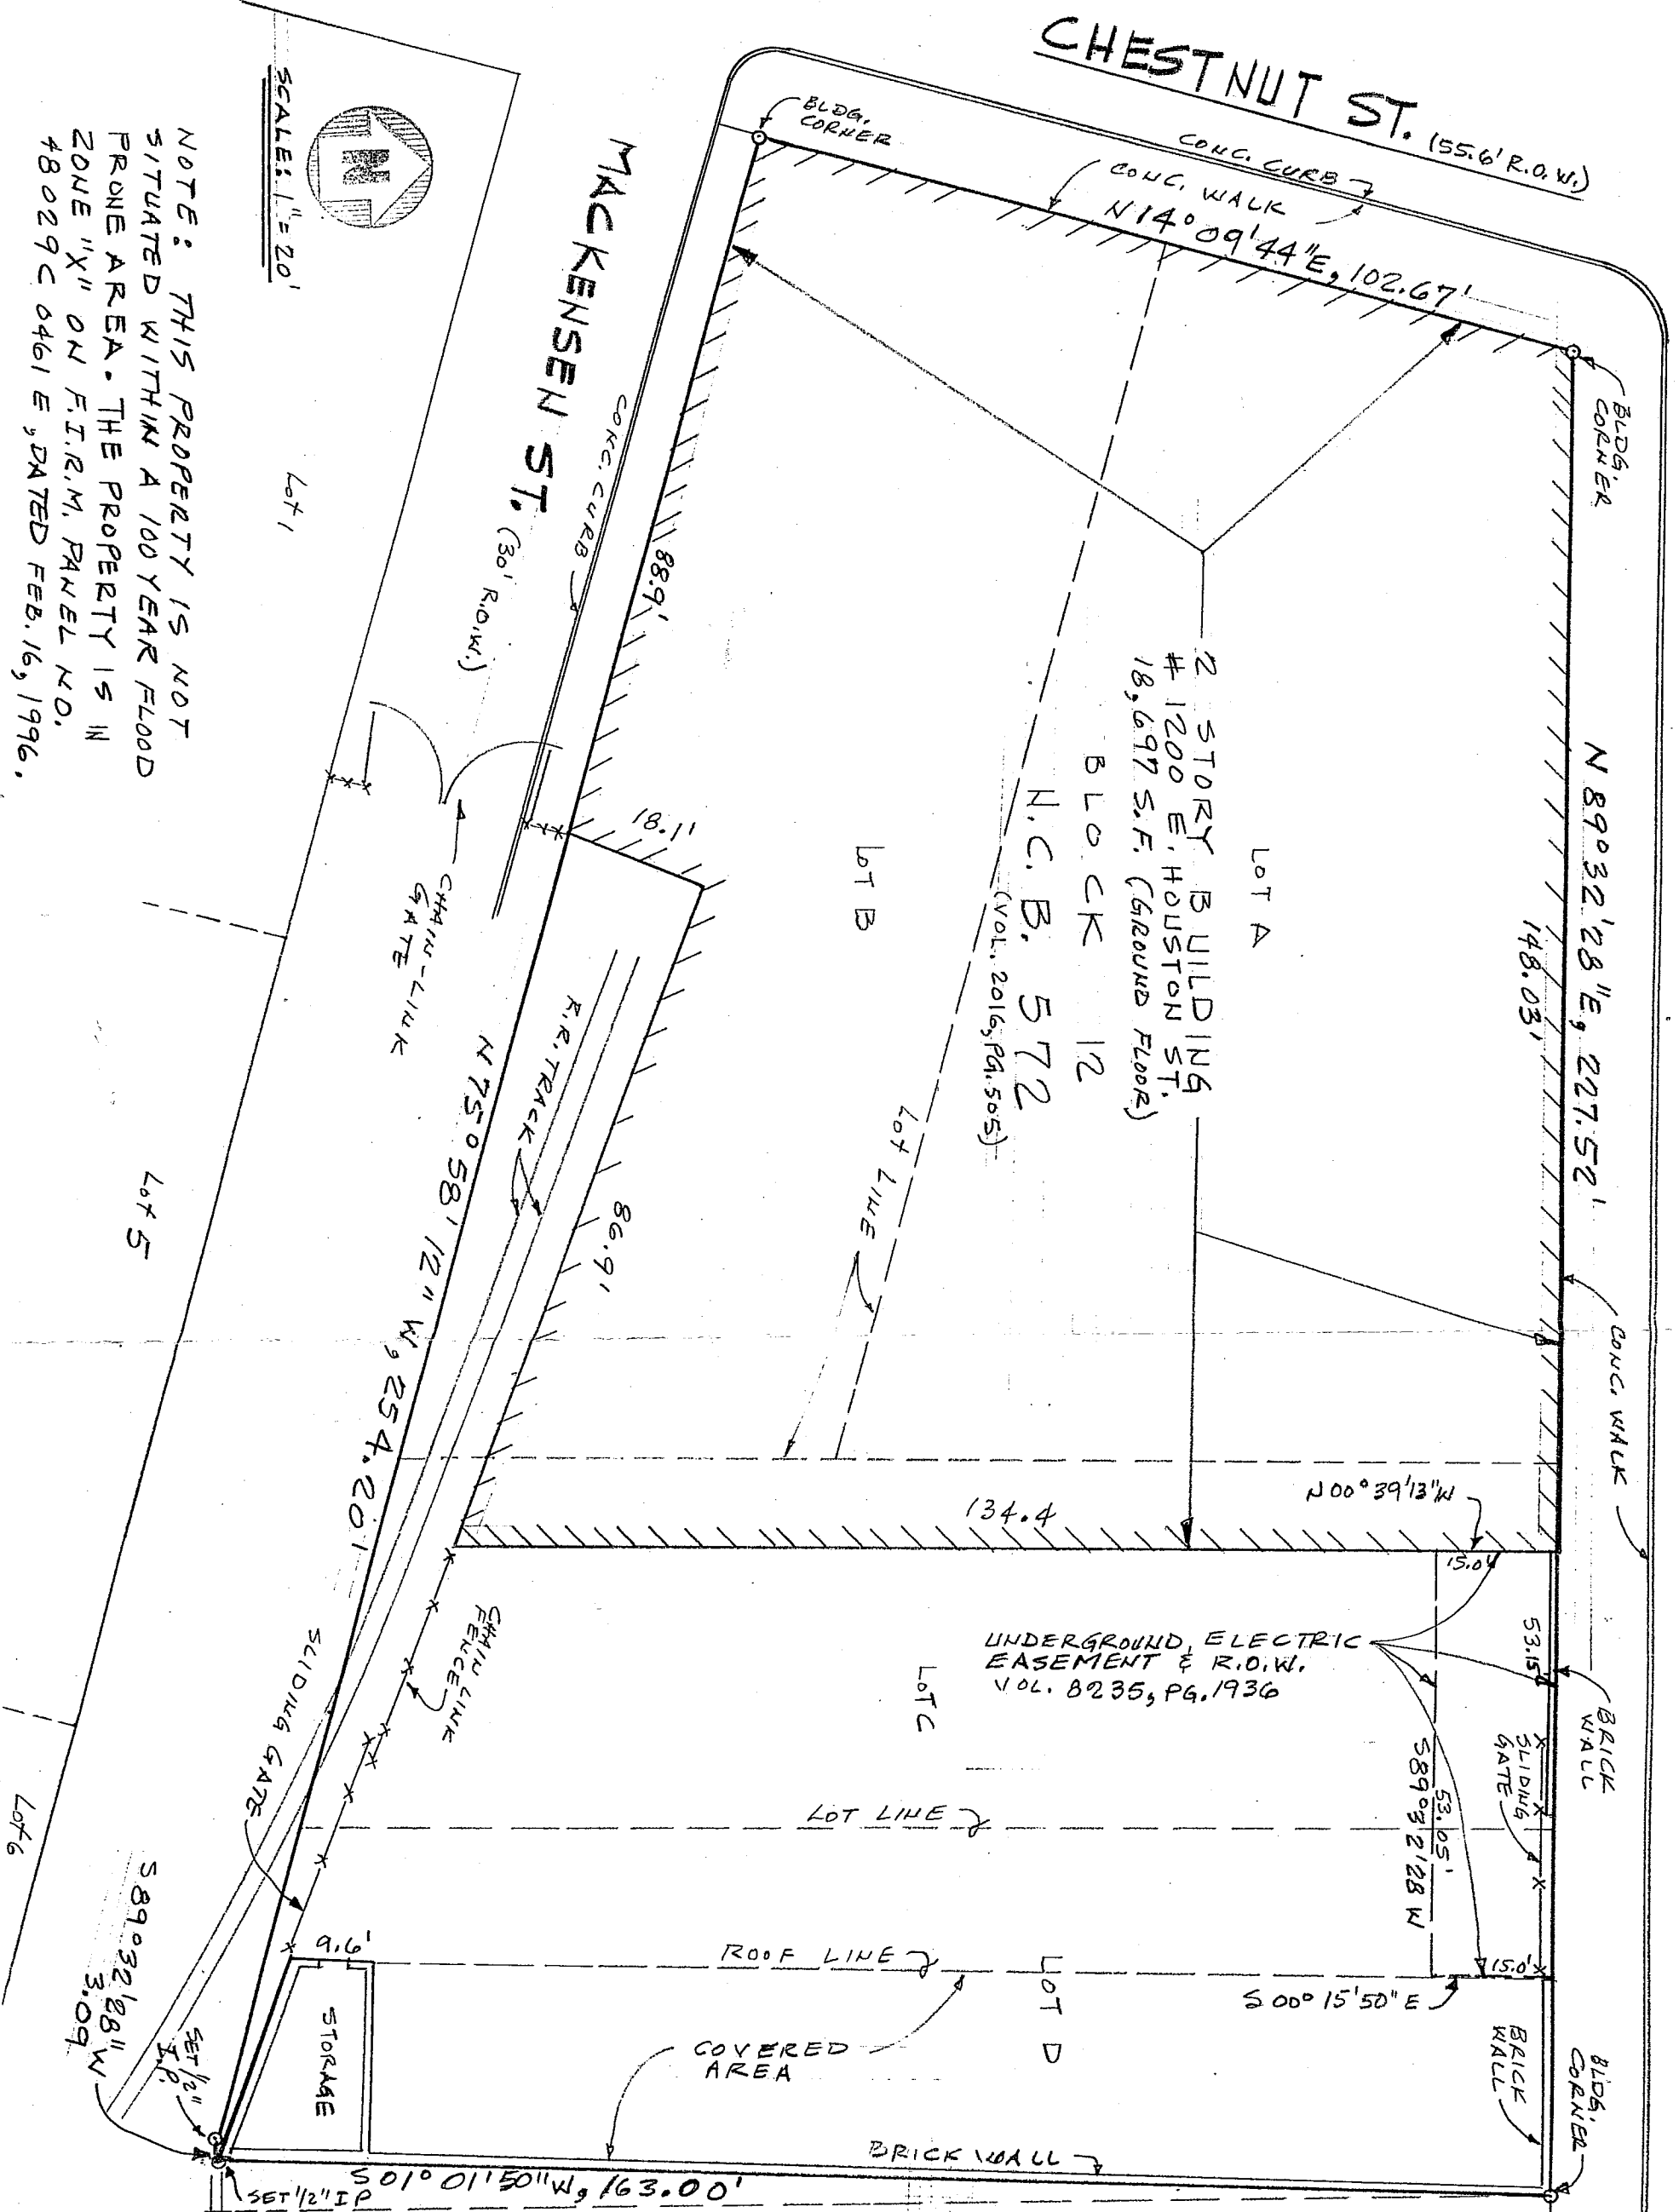 CHESTNUT ST. (55.6' R.O.W.)
CONC. CURB
CONC. WALK
N 14° 09' 44" E, 102.67'
BLDG.
CORNER
BLDG.
CORNER
N 89° 32' 28" E, 227.52'
148.03'
CONC. WALK
MACKENSEN ST. (30' R.O.W.)
CONC. CURB
88.9'
18.1'
86.9'
LOT A
2 STORY BUILDING
# 1200 E. HOUSTON ST.
18,697 S.F. (GROUND FLOOR)
BLOCK 12
N.C.B. 572
(VOL. 2016, PG. 505)
LOT B
LOT LINE
CHAIN-LINK
GATE
R.R. TRACK
N 75° 58' 12" W, 254.20'
134.4
N 00° 39' 13" W
15.0'
53.15'
BRICK
WALL
SLIDING
GATE
UNDERGROUND, ELECTRIC
EASEMENT & R.O.W.
VOL. 8235, PG. 1936
53.05'
S 89° 32' 28 W
15.0'
S 00° 15' 50" E
LOT C
CHAIN LINK
FENCE
LOT LINE
SLIDING GATE
ROOF LINE
LOT D
9.6'
STORAGE
COVERED
AREA
BRICK
WALL
BLDG.
CORNER
BRICK WALL
S 01° 01' 50" W, 163.00'
SET 1/2" I P
SET 1/2"
I.P.
S 89° 32' 28" W
3.09
SCALE: 1" = 20'
N
Lot 1
Lot 5
Lot 6
NOTE: THIS PROPERTY IS NOT
SITUATED WITHIN A 100 YEAR FLOOD
PRONE AREA. THE PROPERTY IS IN
ZONE "X" ON F.I.R.M. PANEL NO.
48029C 0461 E, DATED FEB. 16, 1996.